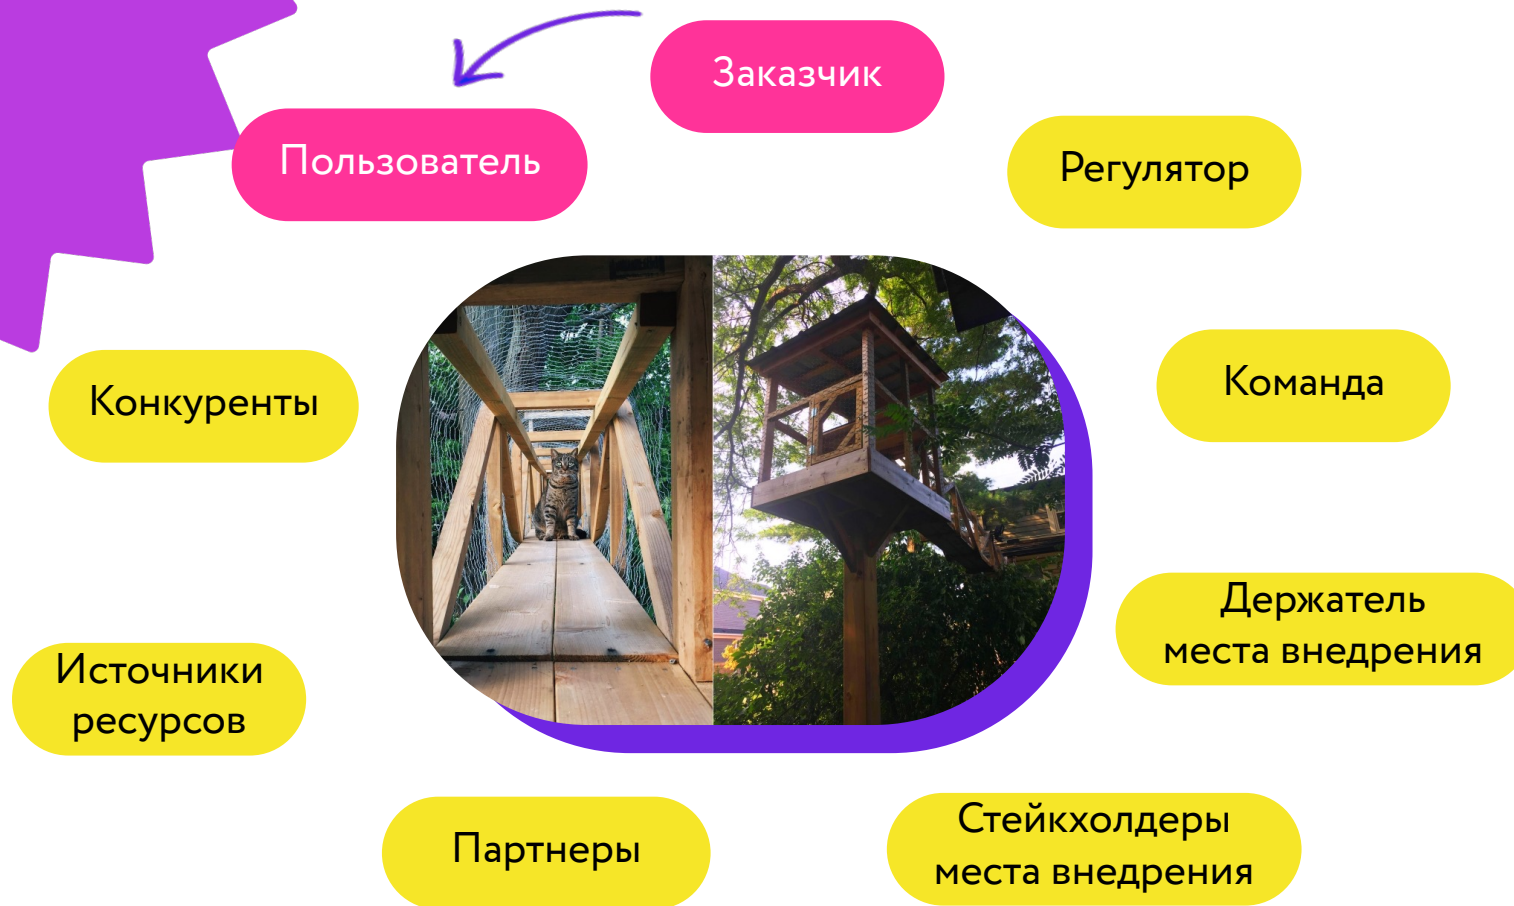 Заказчик
Пользователь
Регулятор
Конкуренты
Команда
Держатель
места внедрения
Источники
ресурсов
Партнеры
Стейкхолдеры
места внедрения